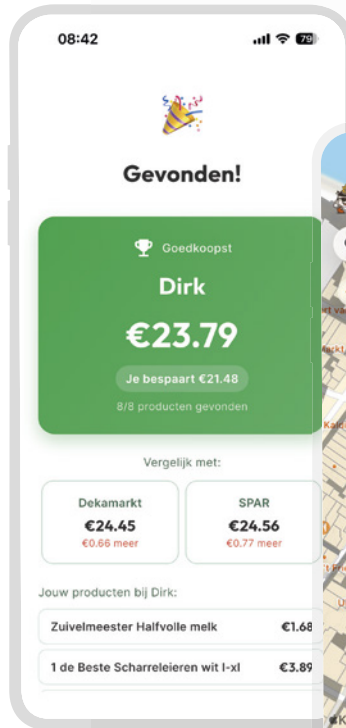 08:42
79
Gevonden!
Goedkoopst
Dirk
€23.79
Je bespaart €21.48
8/8 producten gevonden
Vergelijk met:
Dekamarkt
€24.45
€0.66 meer
SPAR
€24.56
€0.77 meer
Jouw producten bij Dirk:
Zuivelmeester Halfvolle melk €1.68
1 de Beste Scharreleieren wit l-xl €3.89